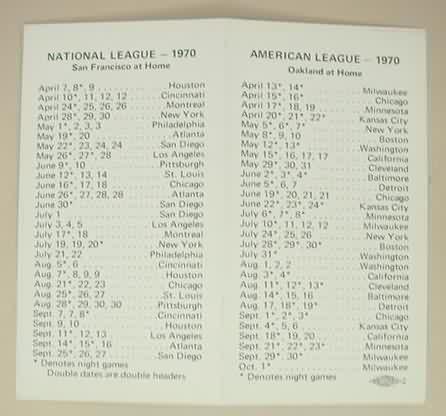 NATIONAL LEAGUE — 1970
San Francisco at Home
April 7, 8*, 9 Houston
April 10*, 11, 12, 12 Cincinnati
April 24*, 25, 26, 26 Montreal
April 28*, 29, 30 New York
May 1*, 2, 3, 3 Philadelphia
May 19*, 20 Atlanta
May 22*, 23, 24, 24 San Diego
May 26*, 27*, 28 Los Angeles
June 9*, 10 Pittsburgh
June 12*, 13, 14 St. Louis
June 16*, 17, 18 Chicago
June 26*, 27, 28, 28 Atlanta
June 30* San Diego
July 1 San Diego
July 3, 4, 5 Los Angeles
July 17*, 18 Montreal
July 19, 19, 20* New York
July 21, 22 Philadelphia
Aug. 5*, 6 Cincinnati
Aug. 7*, 8, 9, 9 Houston
Aug. 21*, 22, 23 Chicago
Aug. 25*, 26, 27 St. Louis
Aug. 28*, 29, 30, 30 Pittsburgh
Sept. 7, 7, 8* Cincinnati
Sept. 9, 10 Houston
Sept. 11*, 12, 13 Los Angeles
Sept. 14*, 15*, 16 Atlanta
Sept. 25*, 26, 27 San Diego
* Denotes night games
Double dates are double headers
AMERICAN LEAGUE — 1970
Oakland at Home
April 13*, 14* Milwaukee
April 15*, 16* Chicago
April 17*, 18, 19 Minnesota
April 20*, 21*, 22* Kansas City
May 5*, 6*, 7* New York
May 8*, 9, 10 Boston
May 12*, 13* Washington
May 15*, 16, 17, 17 California
May 29*, 30, 31 Cleveland
June 2*, 3*, 4* Baltimore
June 5*, 6, 7 Detroit
June 19*, 20, 21, 21 Chicago
June 22*, 23*, 24* Kansas City
July 6*, 7*, 8* Minnesota
July 10*, 11, 12, 12 Milwaukee
July 24*, 25, 26 New York
July 28*, 29*, 30* Boston
July 31* Washington
Aug. 1, 2, 2 Washington
Aug. 3*, 4* California
Aug. 11*, 12*, 13* Cleveland
Aug. 14*, 15, 16 Baltimore
Aug. 17, 18*, 19* Detroit
Sept. 1*, 2*, 3* Chicago
Sept. 4*, 5, 6 Kansas City
Sept. 18*, 19, 20 California
Sept. 21*, 22*, 23* Minnesota
Sept. 29*, 30* Milwaukee
Oct. 1* Milwaukee
* Denotes night games